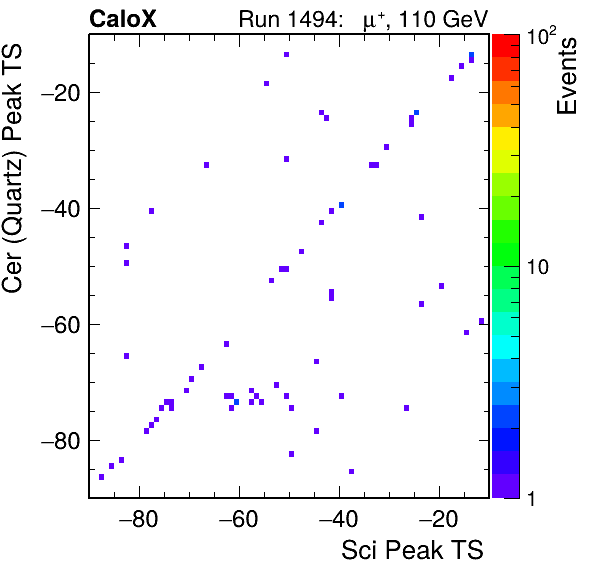 CaloX Run 1494: μ⁺, 110 GeV
Cer (Quartz) Peak TS
−20
−40
−60
−80
−80 −60 −40 −20
Sci Peak TS
10²
10
1
Events